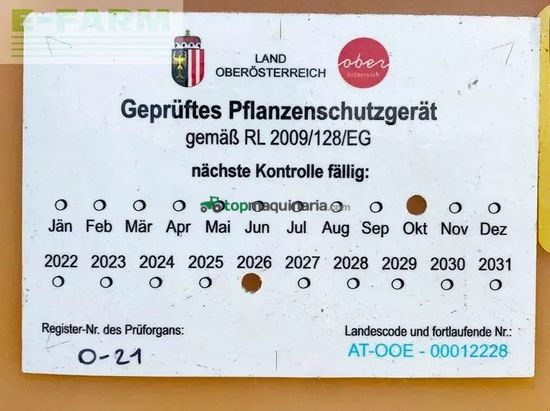 E-FARM
LAND
OBERÖSTERREICH
ober
österreich
Geprüftes Pflanzenschutzgerät
gemäß RL 2009/128/EG
nächste Kontrolle fällig:
topmaquinaria.com
Jän Feb Mär Apr Mai Jun Jul Aug Sep Okt Nov Dez
2022 2023 2024 2025 2026 2027 2028 2029 2030 2031
Register-Nr. des Prüforgans:
Landescode und fortlaufende Nr.:
O-21
AT-OOE - 00012228